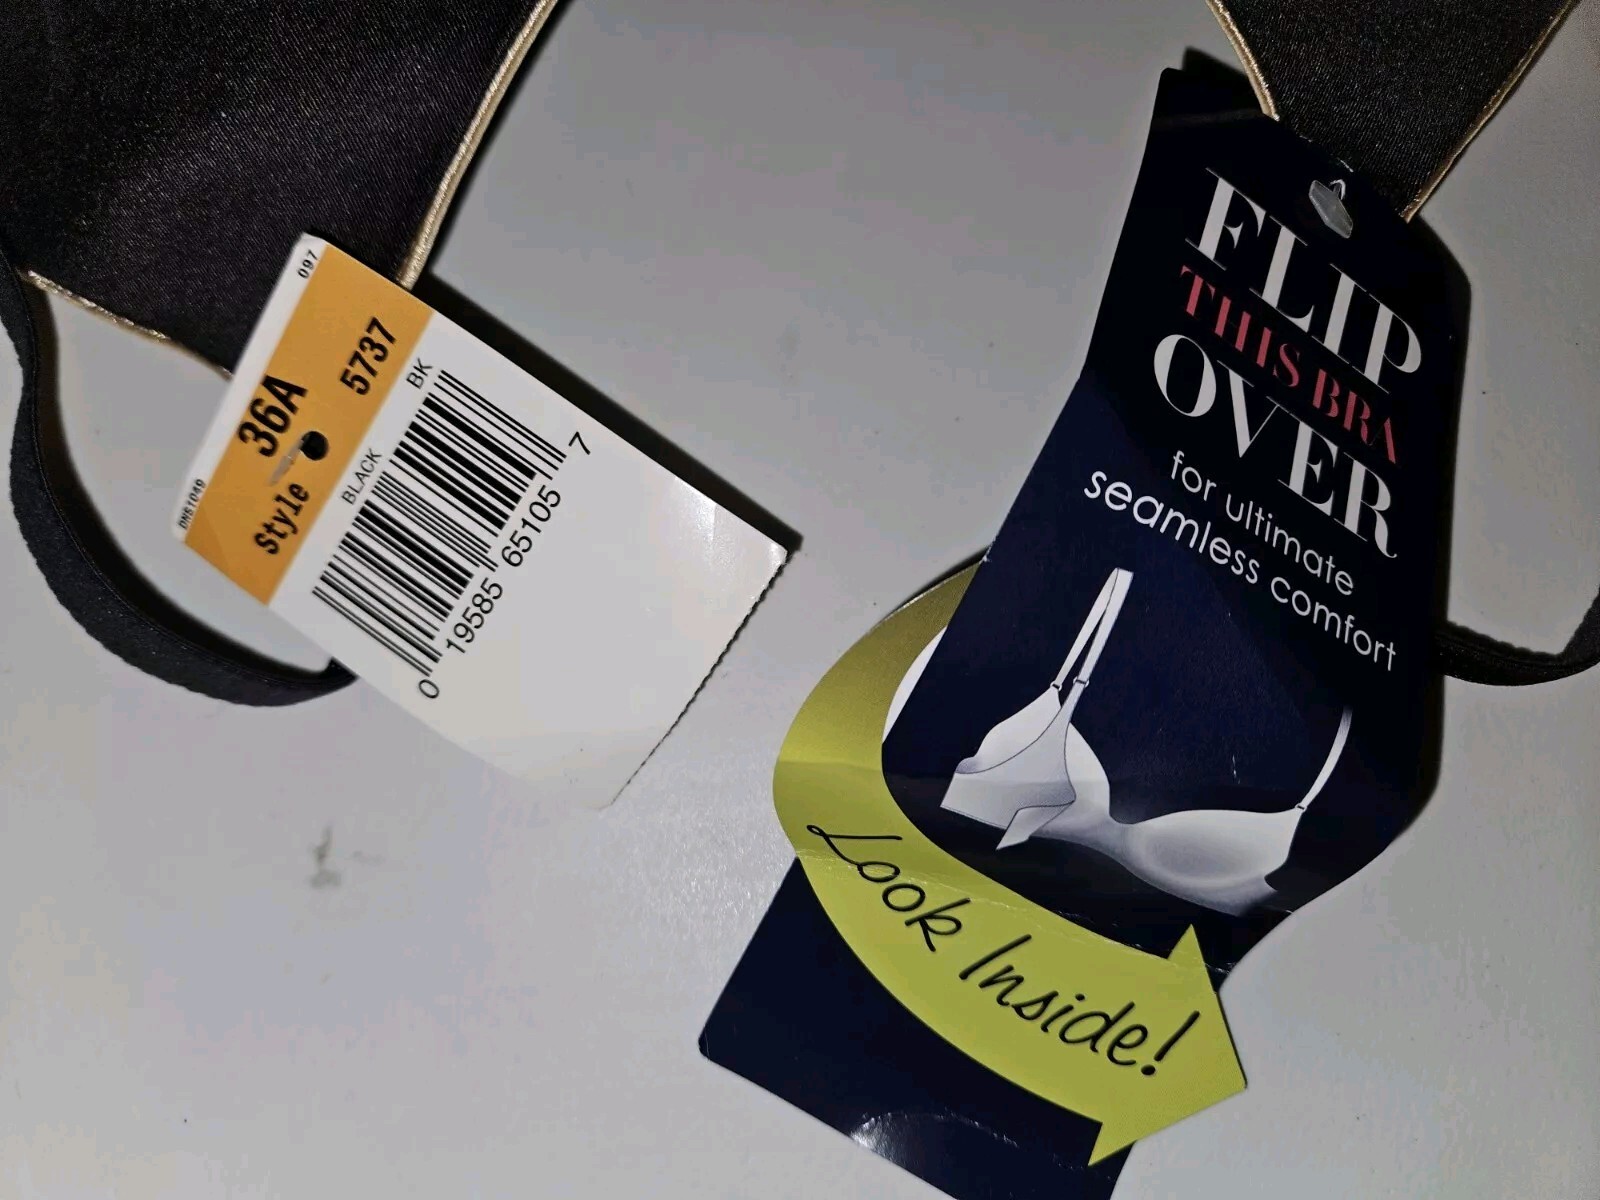 097
36A
DNS1049
style 5737
BLACK BK
0 19585 65105 7
FLIP
THIS BRA
OVER
for ultimate
seamless comfort
Look Inside!